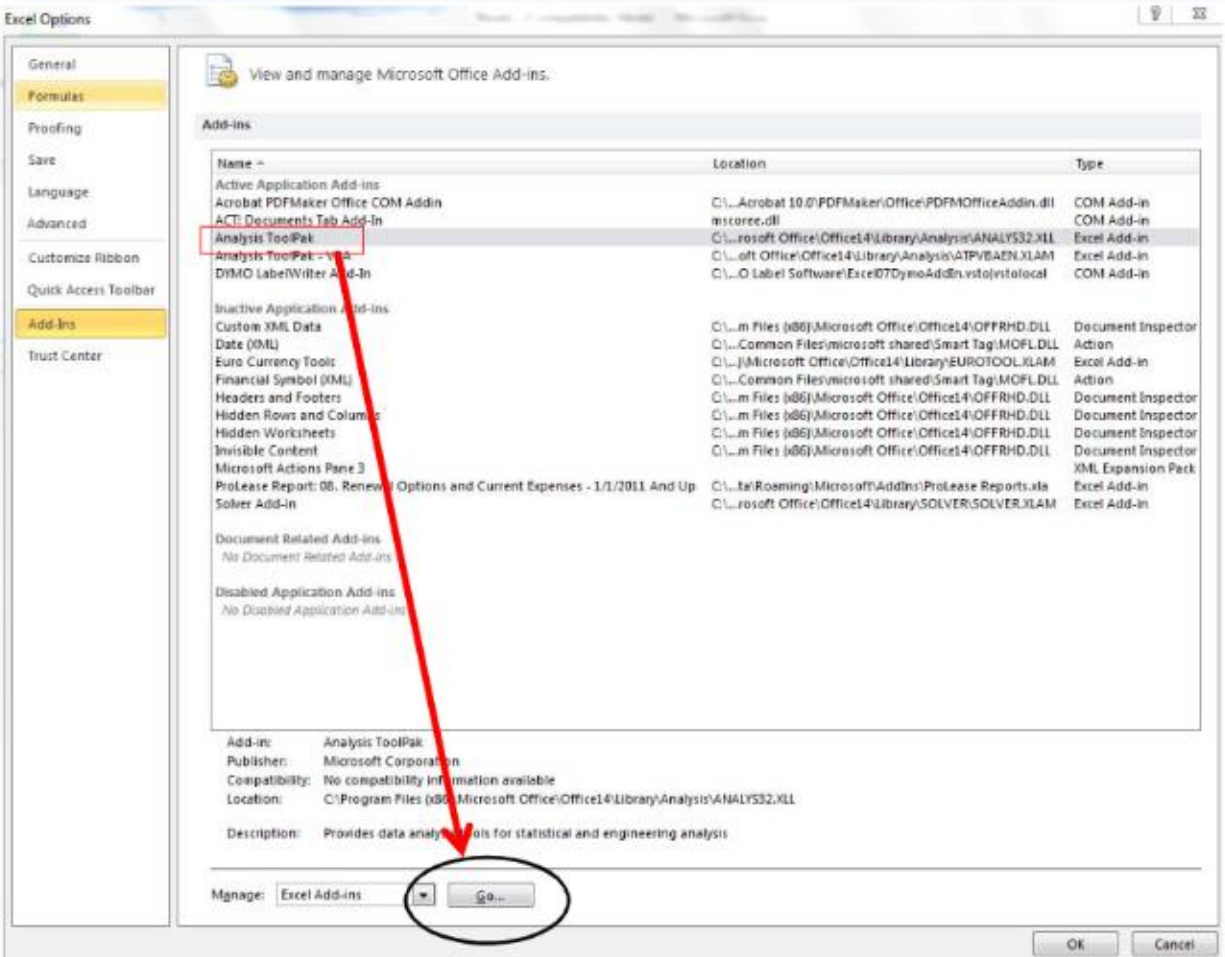 Excel Options
General
Formulas
Proofing
Save
Language
Advanced
Customize Ribbon
Quick Access Toolbar
Add-Ins
Trust Center
View and manage Microsoft Office Add-ins.
Add-ins
Name Location Type
Active Application Add-ins
Acrobat PDFMaker Office COM Addin C:\...Acrobat 10.0\PDFMaker\Office\PDFMOfficeAddin.dll COM Add-in
ACT! Documents Tab Add-In mscoree.dll COM Add-in
Analysis ToolPak C:\...rosoft Office\Office14\Library\Analysis\ANALYS32.XLL Excel Add-in
Analysis ToolPak - VBA C:\...oft Office\Office14\Library\Analysis\ATPVBAEN.XLAM Excel Add-in
DYMO LabelWriter Add-In C:\...O Label Software\Excel07DymoAddIn.vsto|vstolocal COM Add-in
Inactive Application Add-ins
Custom XML Data C:\...m Files (x86)\Microsoft Office\Office14\OFFRHD.DLL Document Inspector
Date (XML) C:\...Common Files\microsoft shared\Smart Tag\MOFL.DLL Action
Euro Currency Tools C:\...)\Microsoft Office\Office14\Library\EUROTOOL.XLAM Excel Add-in
Financial Symbol (XML) C:\...Common Files\microsoft shared\Smart Tag\MOFL.DLL Action
Headers and Footers C:\...m Files (x86)\Microsoft Office\Office14\OFFRHD.DLL Document Inspector
Hidden Rows and Columns C:\...m Files (x86)\Microsoft Office\Office14\OFFRHD.DLL Document Inspector
Hidden Worksheets C:\...m Files (x86)\Microsoft Office\Office14\OFFRHD.DLL Document Inspector
Invisible Content C:\...m Files (x86)\Microsoft Office\Office14\OFFRHD.DLL Document Inspector
Microsoft Actions Pane 3 XML Expansion Pack
ProLease Report: 08. Renewal Options and Current Expenses - 1/1/2011 And Up C:\...ta\Roaming\Microsoft\AddIns\ProLease Reports.xla Excel Add-in
Solver Add-in C:\...rosoft Office\Office14\Library\SOLVER\SOLVER.XLAM Excel Add-in
Document Related Add-ins
No Document Related Add-ins
Disabled Application Add-ins
No Disabled Application Add-ins
Add-in: Analysis ToolPak
Publisher: Microsoft Corporation
Compatibility: No compatibility information available
Location: C:\Program Files (x86)\Microsoft Office\Office14\Library\Analysis\ANALYS32.XLL
Description: Provides data analysis tools for statistical and engineering analysis
Manage: Excel Add-ins Go...
OK Cancel